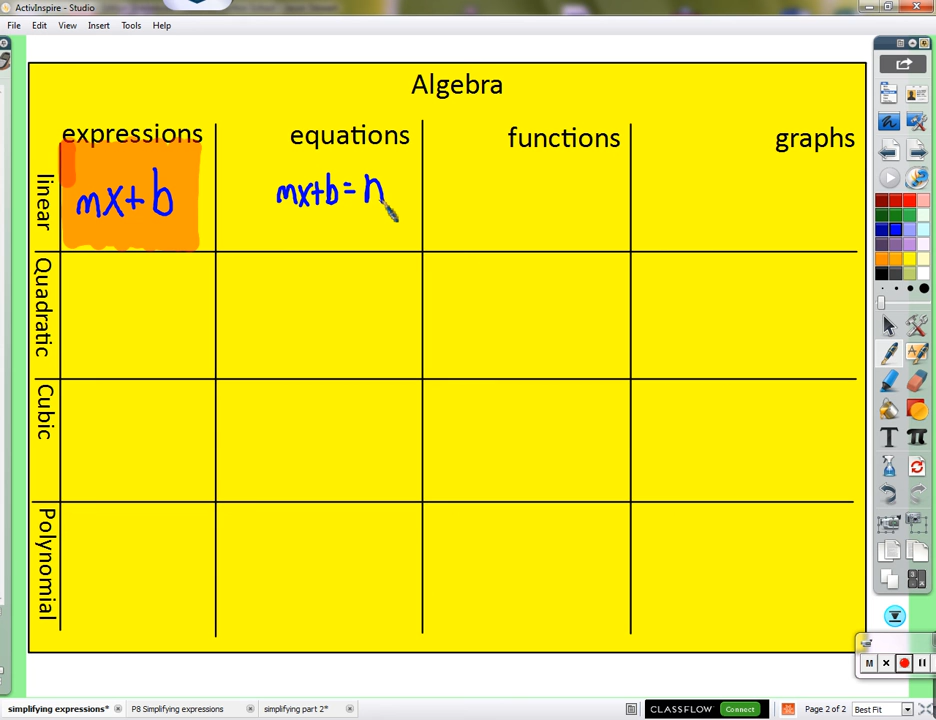 ActivInspire - Studio
File Edit View Insert Tools Help
Algebra
expressions equations functions graphs
linear mx+b mx+b=n
Quadratic
Cubic
Polynomial
T π
M
simplifying expressions* P8 Simplifying expressions simplifying part 2* CLASSFLOW Connect 2 of 2 Best Fit